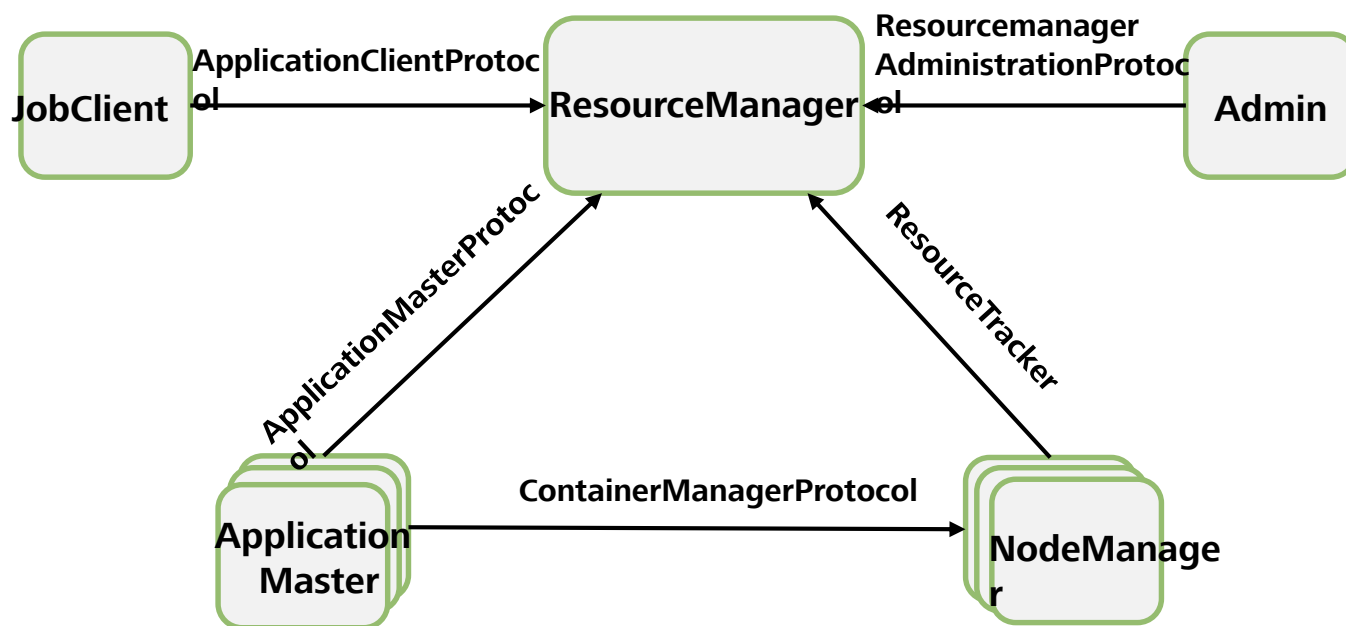 Resourcemanager
ApplicationClientProtoc
ol
AdministrationProtoc
ol
JobClient
ResourceManager
Admin
ApplicationMasterProtoc
ol
ResourceTracker
ContainerManagerProtocol
Application
Master
NodeManage
r